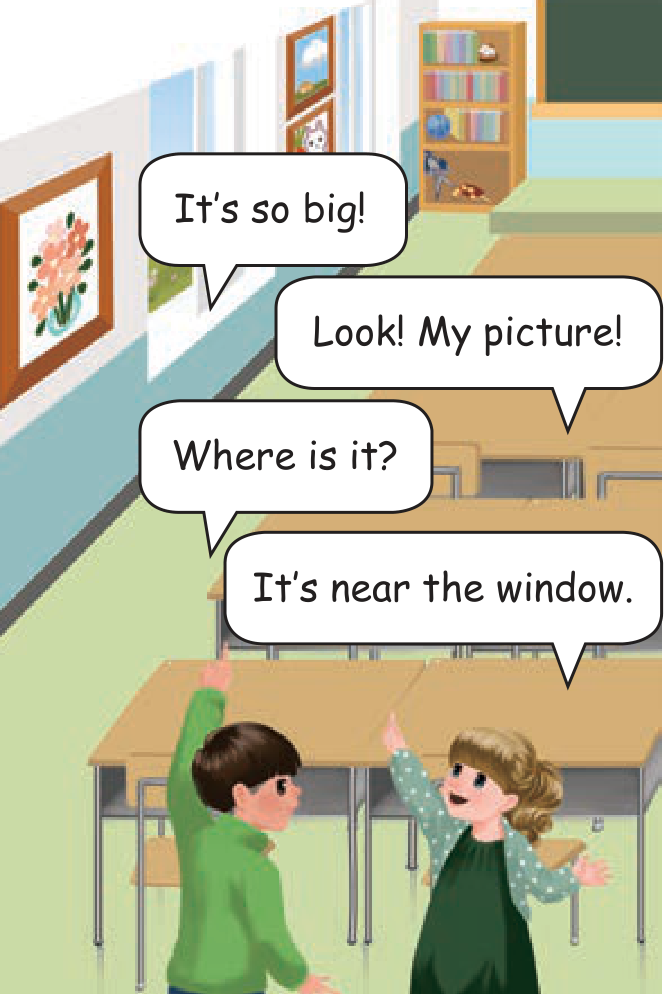 It's so big!
Look! My picture!
Where is it?
It's near the window.